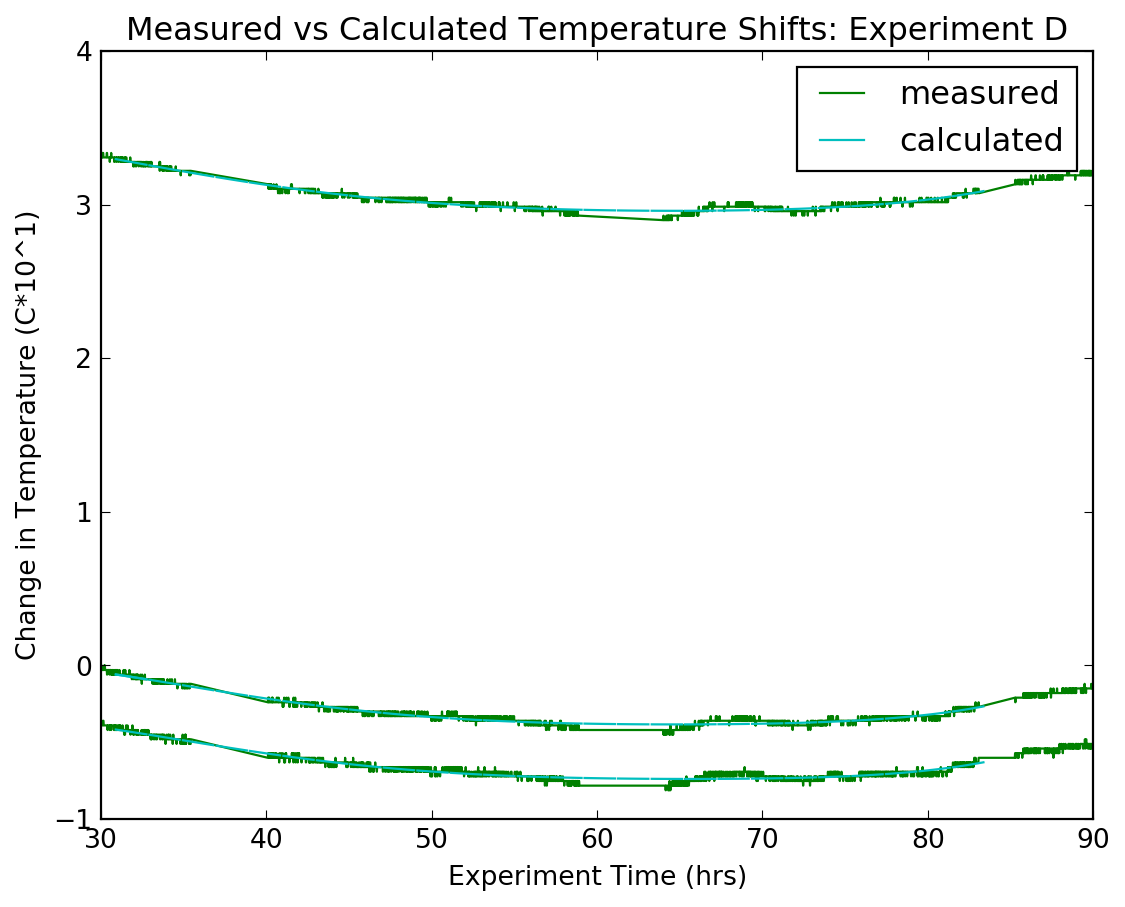 Measured vs Calculated Temperature Shifts: Experiment D
measured
calculated
Change in Temperature (C*10^1)
4
3
2
1
0
−1
30 40 50 60 70 80 90
Experiment Time (hrs)